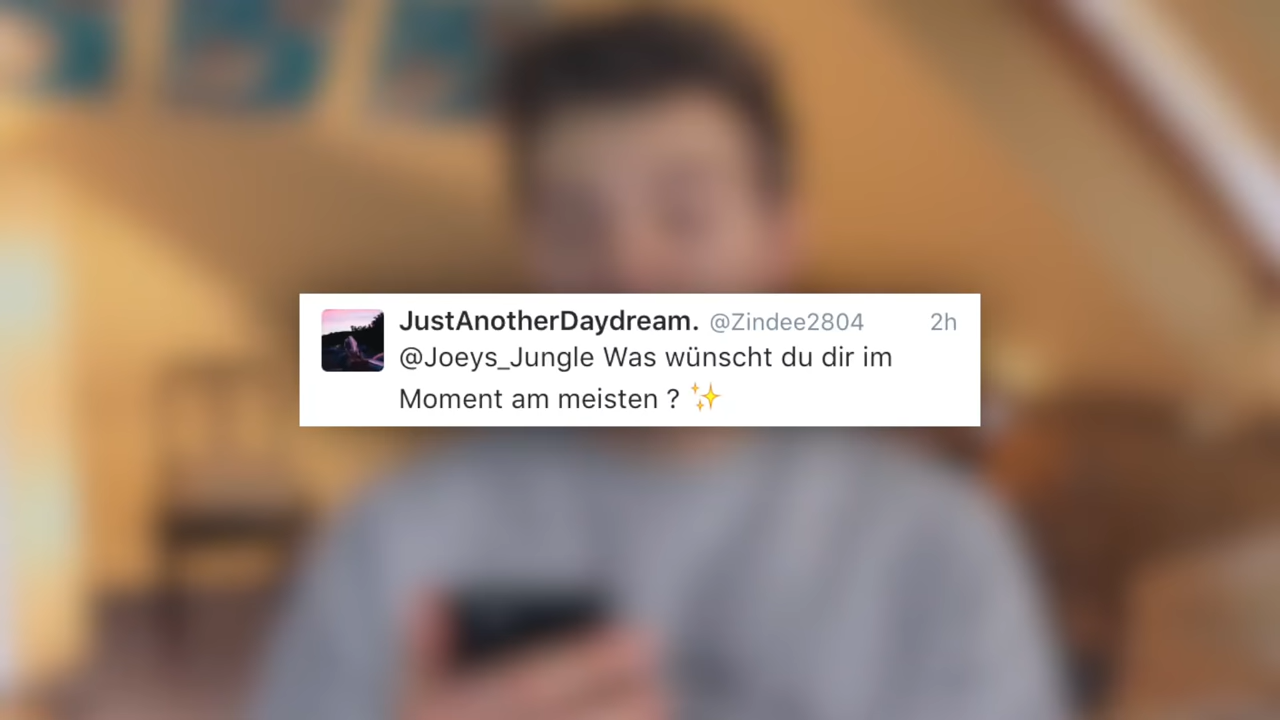 JustAnotherDaydream. @Zindee2804 2h
@Joeys_Jungle Was wünscht du dir im
Moment am meisten ? ✨